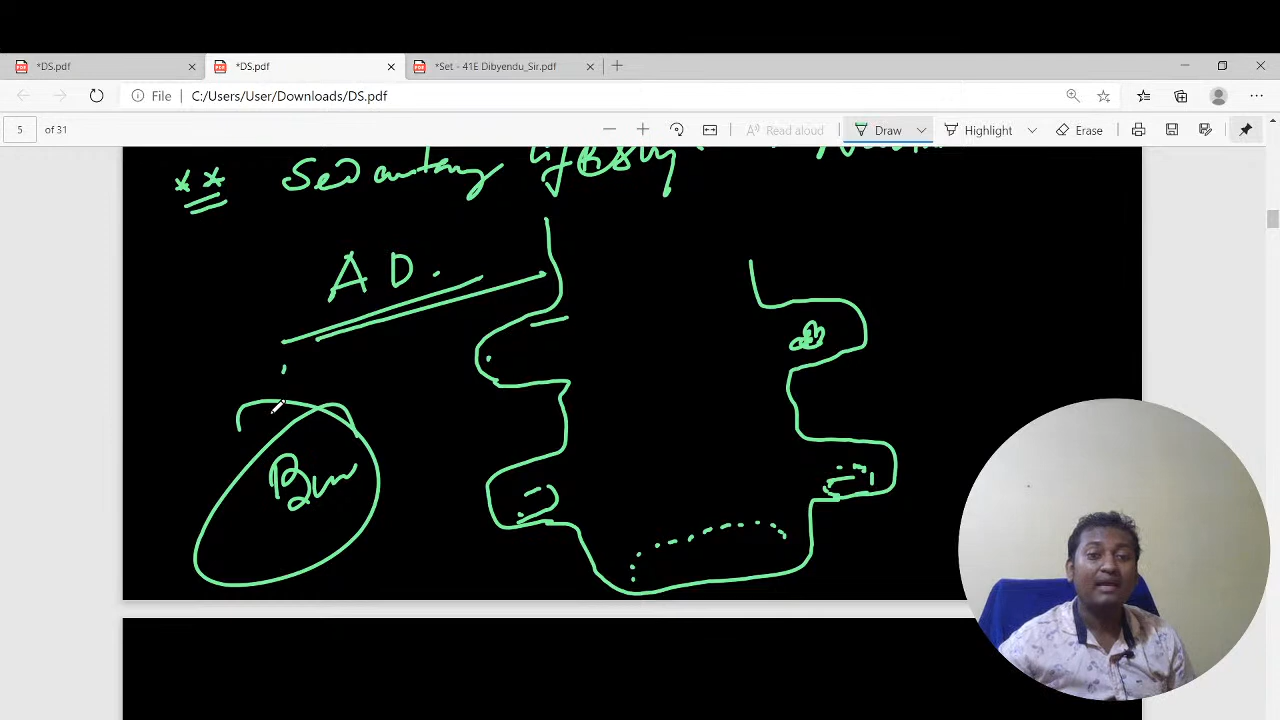 *DS.pdf
*DS.pdf
*Set - 41E Dibyendu_Sir.pdf
File
C:/Users/User/Downloads/DS.pdf
5 of 31
Read aloud
Draw
Highlight
Erase
** Sedantary
A D.